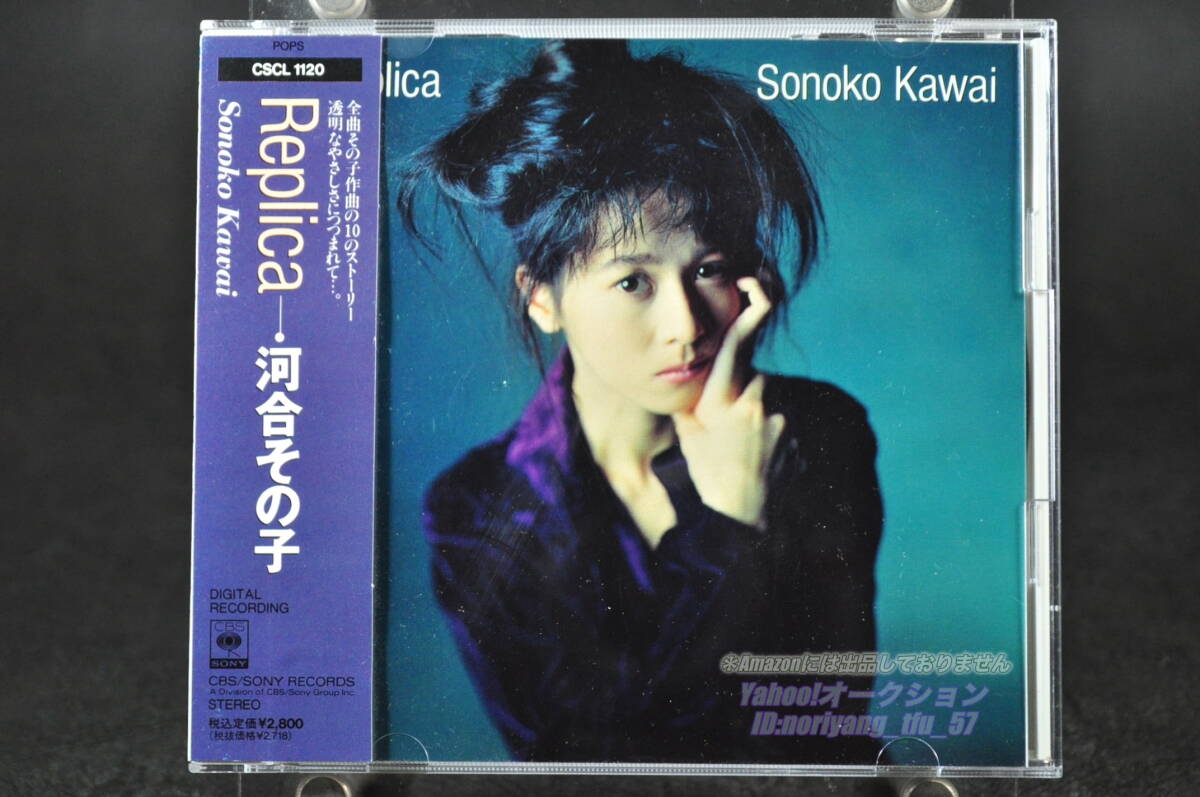 POPS
CSCL 1120
Replica—・河合その子
Sonoko Kawai
全曲その子作曲の10のストーリー
透明なやさしさにつつまれて…。
DIGITAL
RECORDING
CBS
SONY
CBS/SONY RECORDS
A Division of CBS/Sony Group Inc.
STEREO
税込定価¥2,800
(税抜価格¥2,718)
plica
Sonoko Kawai
※Amazonには出品しておりません
Yahoo!オークション
ID:noriyang_tfu_57